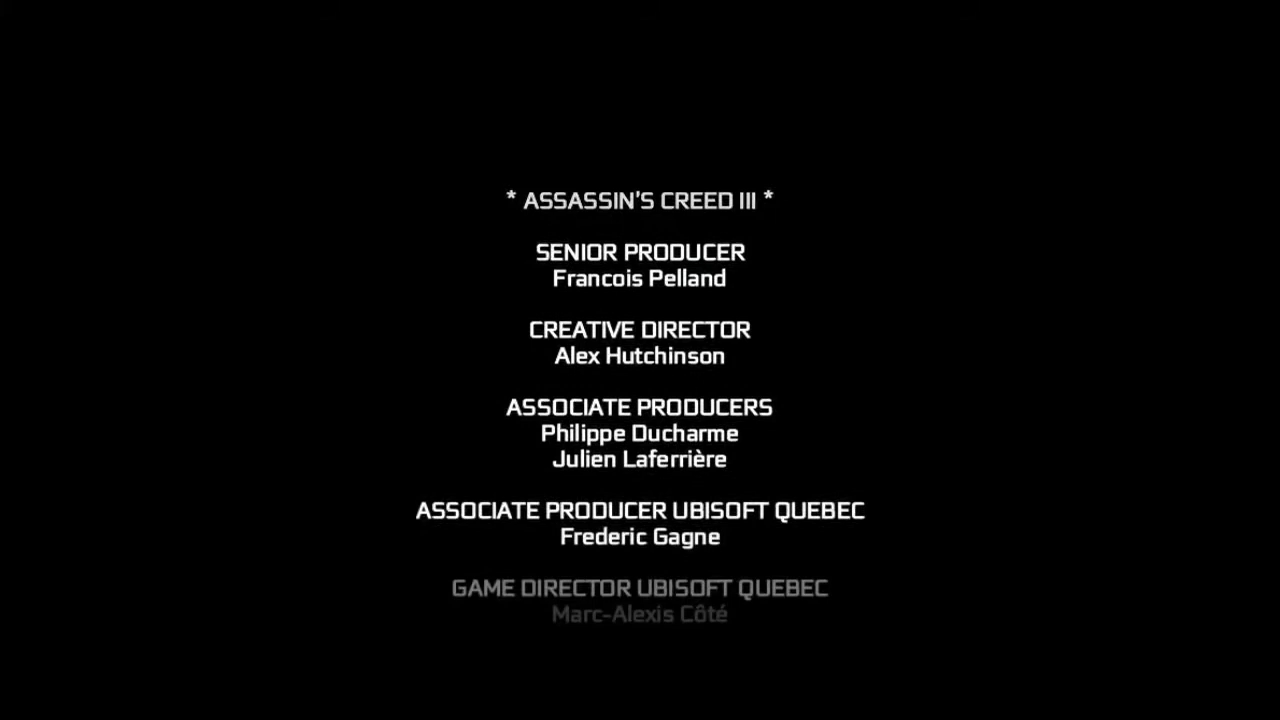 * ASSASSIN'S CREED III *
SENIOR PRODUCER
Francois Pelland
CREATIVE DIRECTOR
Alex Hutchinson
ASSOCIATE PRODUCERS
Philippe Ducharme
Julien Laferrière
ASSOCIATE PRODUCER UBISOFT QUEBEC
Frederic Gagne
GAME DIRECTOR UBISOFT QUEBEC
Marc-Alexis Côté